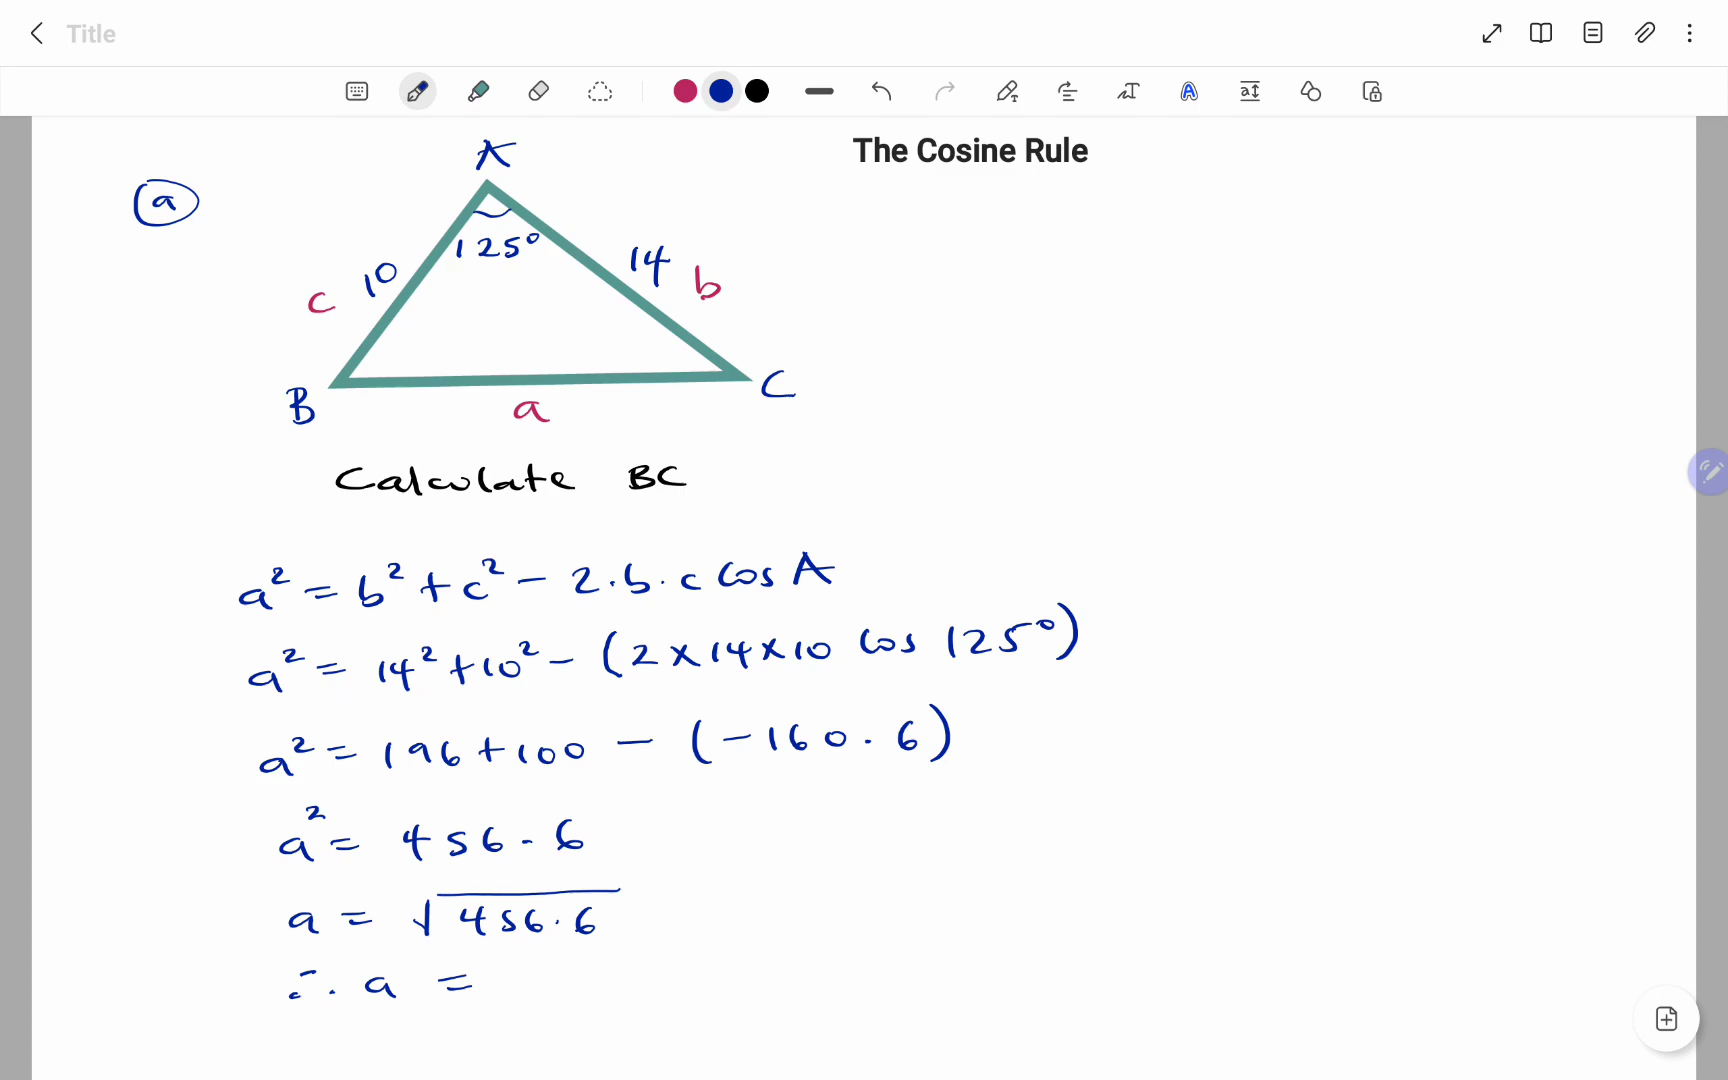 Title
The Cosine Rule
a
A
125°
10
14
c
b
B
C
a
Calculate BC
a² = b² + c² - 2.b.c cos A
a² = 14² + 10² - (2 × 14 × 10 cos 125°)
a² = 196 + 100 - (-160.6)
a² = 456.6
a = √456.6
∴ a =